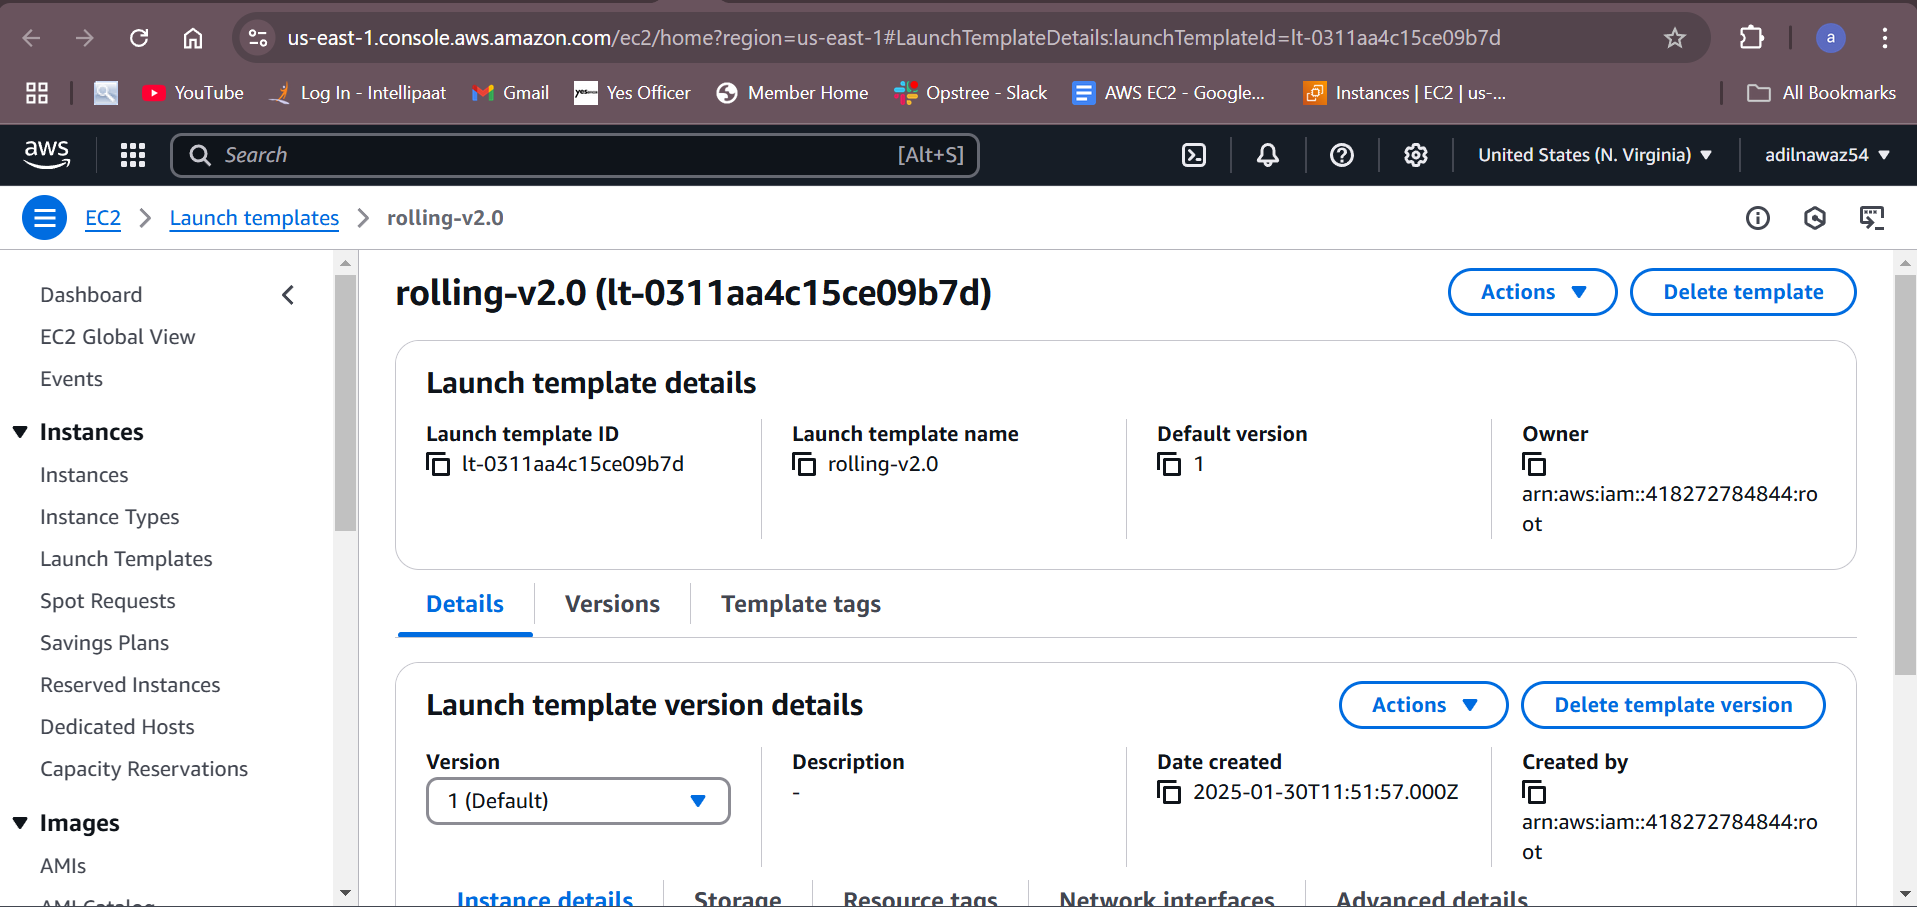 us-east-1.console.aws.amazon.com/ec2/home?region=us-east-1#LaunchTemplateDetails:launchTemplateId=lt-0311aa4c15ce09b7d
a
YouTube
Log In - Intellipaat
Gmail
yes
Yes Officer
Member Home
Opstree - Slack
AWS EC2 - Google...
Instances | EC2 | us-...
All Bookmarks
aws
Search
[Alt+S]
United States (N. Virginia)
adilnawaz54
EC2
Launch templates
rolling-v2.0
Dashboard
EC2 Global View
Events
Instances
Instances
Instance Types
Launch Templates
Spot Requests
Savings Plans
Reserved Instances
Dedicated Hosts
Capacity Reservations
Images
AMIs
AMI Catalog
rolling-v2.0 (lt-0311aa4c15ce09b7d)
Actions
Delete template
Launch template details
Launch template ID
lt-0311aa4c15ce09b7d
Launch template name
rolling-v2.0
Default version
1
Owner
arn:aws:iam::418272784844:ro
ot
Details
Versions
Template tags
Launch template version details
Actions
Delete template version
Version
1 (Default)
Description
-
Date created
2025-01-30T11:51:57.000Z
Created by
arn:aws:iam::418272784844:ro
ot
Instance details
Storage
Resource tags
Network interfaces
Advanced details